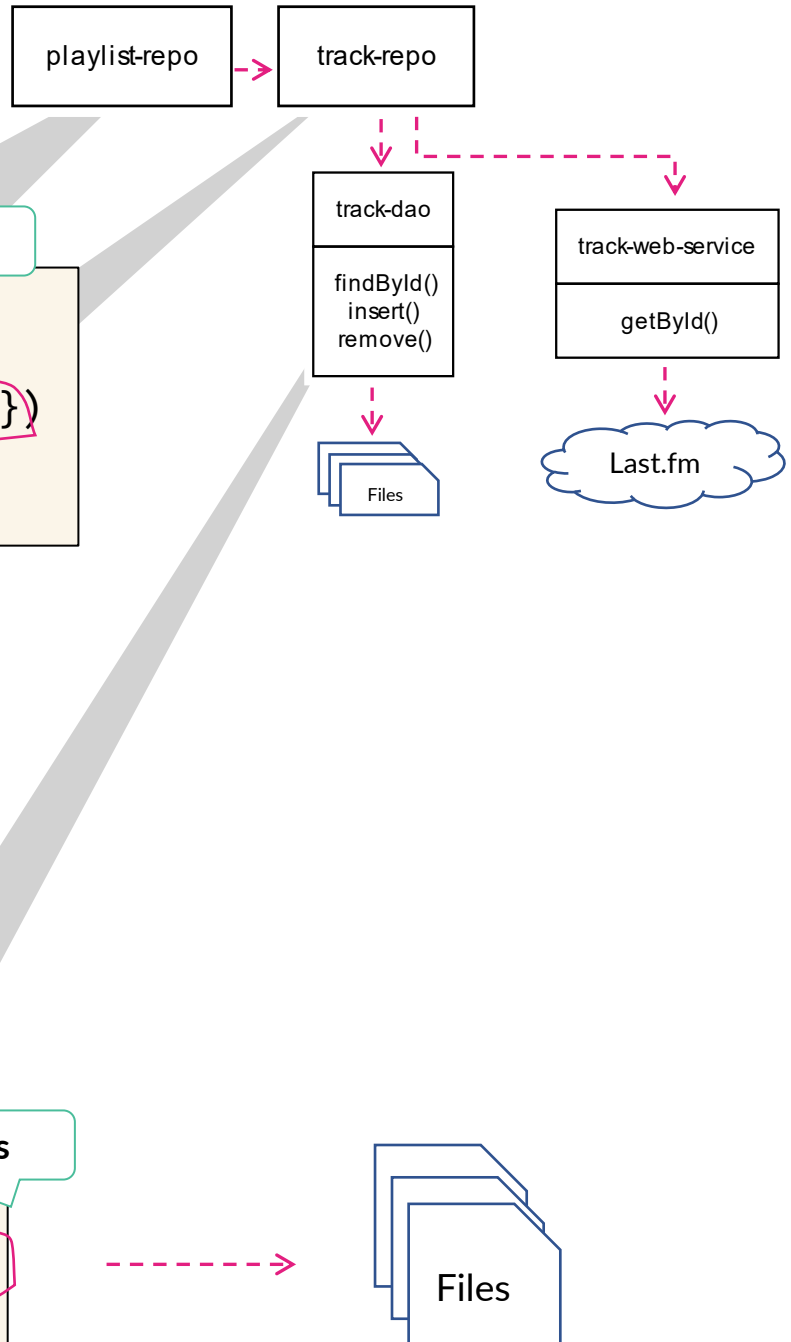 playlist-repo
track-repo
track-dao
findById()
insert()
remove()
track-web-service
getById()
})
Files
Last.fm
s
Files